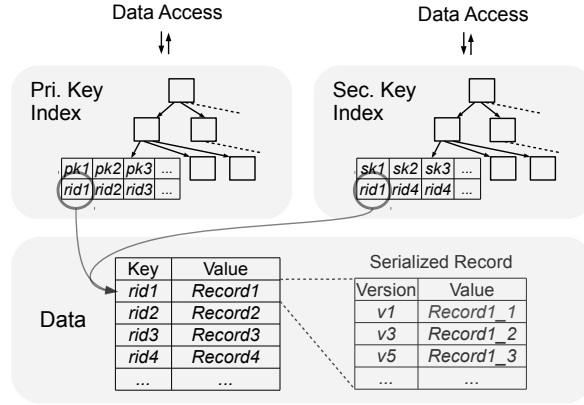 Data Access
Data Access
Pri. Key
Index
pk1 pk2 pk3 ...
rid1 rid2 rid3 ...
Sec. Key
Index
sk1 sk2 sk3 ...
rid1 rid4 rid4 ...
Data
Key Value
rid1 Record1
rid2 Record2
rid3 Record3
rid4 Record4
... ...
Serialized Record
Version Value
v1 Record1_1
v3 Record1_2
v5 Record1_3
... ...